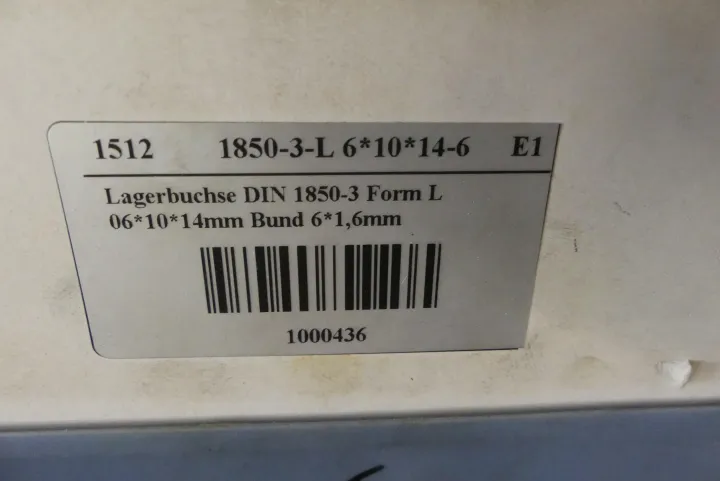 1512 1850-3-L 6*10*14-6 E1
Lagerbuchse DIN 1850-3 Form L
06*10*14mm Bund 6*1,6mm
1000436